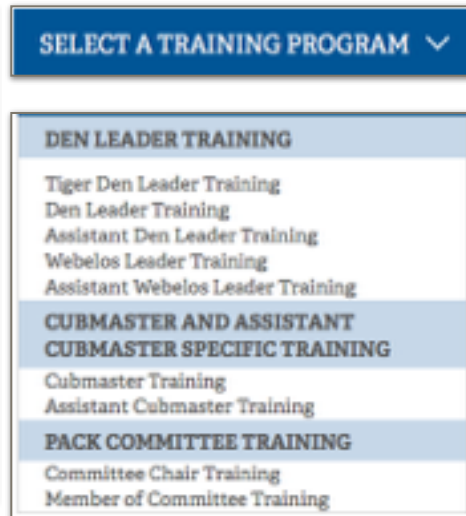 SELECT A TRAINING PROGRAM
DEN LEADER TRAINING
Tiger Den Leader Training
Den Leader Training
Assistant Den Leader Training
Webelos Leader Training
Assistant Webelos Leader Training
CUBMASTER AND ASSISTANT
CUBMASTER SPECIFIC TRAINING
Cubmaster Training
Assistant Cubmaster Training
PACK COMMITTEE TRAINING
Committee Chair Training
Member of Committee Training